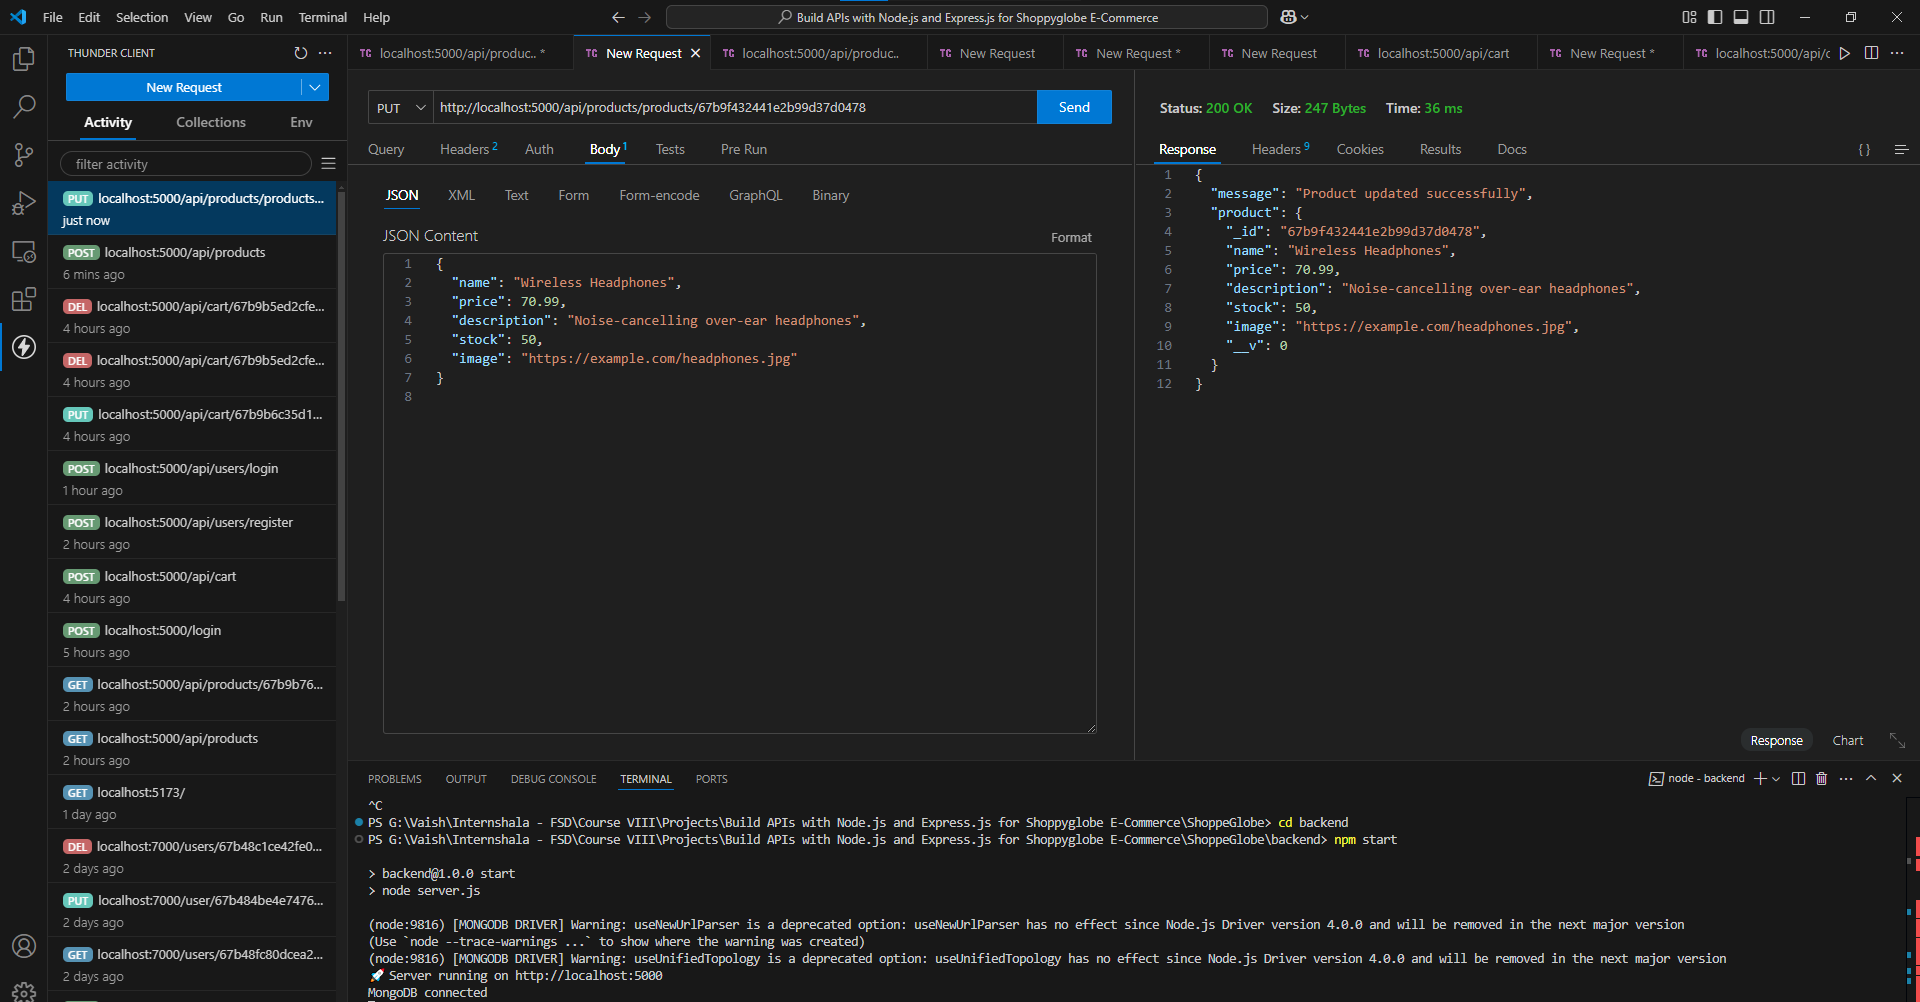 File Edit Selection View Go Run Terminal Help
Build APIs with Node.js and Express.js for Shoppyglobe E-Commerce
THUNDER CLIENT
New Request
Activity Collections Env
filter activity
PUT localhost:5000/api/products/products...
just now
POST localhost:5000/api/products
6 mins ago
DEL localhost:5000/api/cart/67b9b5ed2cfe...
4 hours ago
DEL localhost:5000/api/cart/67b9b5ed2cfe...
4 hours ago
PUT localhost:5000/api/cart/67b9b6c35d1...
4 hours ago
POST localhost:5000/api/users/login
1 hour ago
POST localhost:5000/api/users/register
2 hours ago
POST localhost:5000/api/cart
4 hours ago
POST localhost:5000/login
5 hours ago
GET localhost:5000/api/products/67b9b76...
2 hours ago
GET localhost:5000/api/products
2 hours ago
GET localhost:5173/
1 day ago
DEL localhost:7000/users/67b48c1ce42fe0...
2 days ago
PUT localhost:7000/user/67b484be4e7476...
2 days ago
GET localhost:7000/users/67b48fc80dcea2...
2 days ago
TC localhost:5000/api/produc.. * TC New Request TC localhost:5000/api/produc.. TC New Request TC New Request * TC New Request TC localhost:5000/api/cart TC New Request * TC localhost:5000/api/c
PUT http://localhost:5000/api/products/products/67b9f432441e2b99d37d0478 Send
Query Headers 2 Auth Body 1 Tests Pre Run
JSON XML Text Form Form-encode GraphQL Binary
JSON Content Format
1 {
2 "name": "Wireless Headphones",
3 "price": 70.99,
4 "description": "Noise-cancelling over-ear headphones",
5 "stock": 50,
6 "image": "https://example.com/headphones.jpg"
7 }
8
Status: 200 OK Size: 247 Bytes Time: 36 ms
Response Headers 9 Cookies Results Docs {}
1 {
2 "message": "Product updated successfully",
3 "product": {
4 "_id": "67b9f432441e2b99d37d0478",
5 "name": "Wireless Headphones",
6 "price": 70.99,
7 "description": "Noise-cancelling over-ear headphones",
8 "stock": 50,
9 "image": "https://example.com/headphones.jpg",
10 "__v": 0
11 }
12 }
Response Chart
PROBLEMS OUTPUT DEBUG CONSOLE TERMINAL PORTS node - backend
^C
PS G:\Vaish\Internshala - FSD\Course VIII\Projects\Build APIs with Node.js and Express.js for Shoppyglobe E-Commerce\ShoppeGlobe> cd backend
PS G:\Vaish\Internshala - FSD\Course VIII\Projects\Build APIs with Node.js and Express.js for Shoppyglobe E-Commerce\ShoppeGlobe\backend> npm start
> backend@1.0.0 start
> node server.js
(node:9816) [MONGODB DRIVER] Warning: useNewUrlParser is a deprecated option: useNewUrlParser has no effect since Node.js Driver version 4.0.0 and will be removed in the next major version
(Use `node --trace-warnings ...` to show where the warning was created)
(node:9816) [MONGODB DRIVER] Warning: useUnifiedTopology is a deprecated option: useUnifiedTopology has no effect since Node.js Driver version 4.0.0 and will be removed in the next major version
🚀 Server running on http://localhost:5000
MongoDB connected